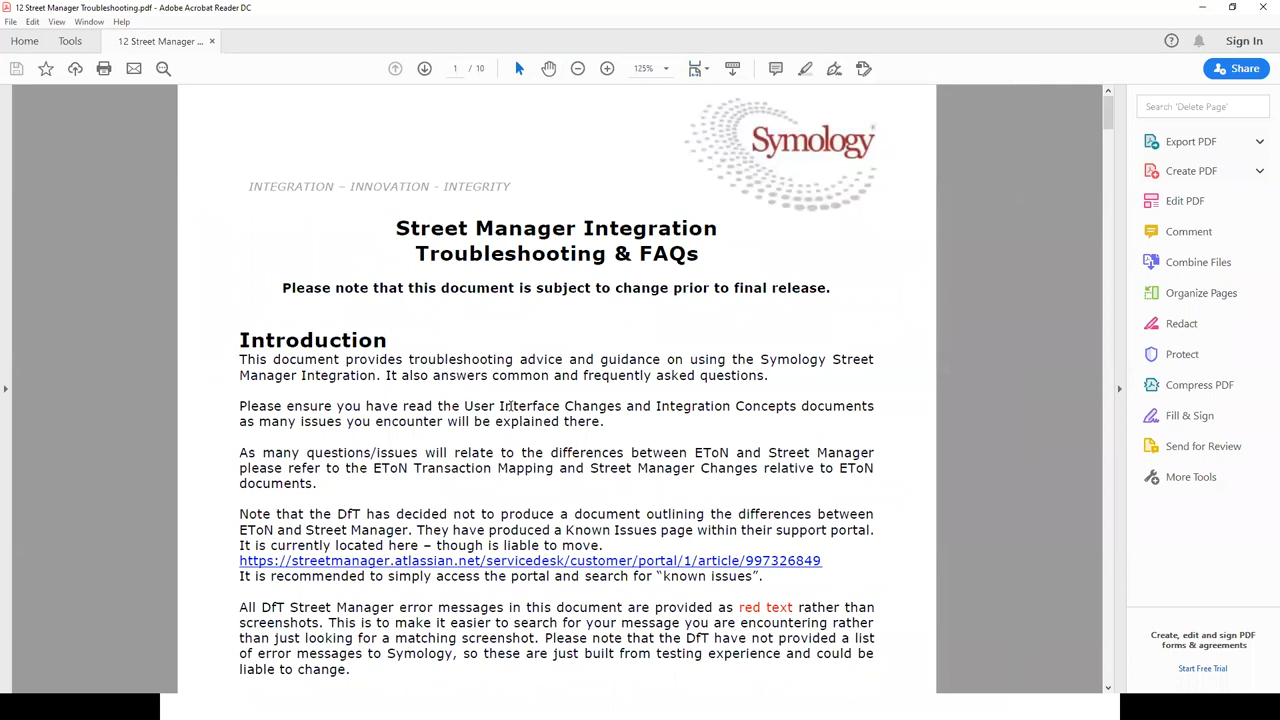 12 Street Manager Troubleshooting.pdf - Adobe Acrobat Reader DC
File Edit View Window Help
Home Tools 12 Street Manager ... × Sign In
1 / 10 125% Share
Symology
INTEGRATION – INNOVATION - INTEGRITY
Street Manager Integration
Troubleshooting & FAQs
Please note that this document is subject to change prior to final release.
Introduction
This document provides troubleshooting advice and guidance on using the Symology Street
Manager Integration. It also answers common and frequently asked questions.
Please ensure you have read the User Interface Changes and Integration Concepts documents
as many issues you encounter will be explained there.
As many questions/issues will relate to the differences between EToN and Street Manager
please refer to the EToN Transaction Mapping and Street Manager Changes relative to EToN
documents.
Note that the DfT has decided not to produce a document outlining the differences between
EToN and Street Manager. They have produced a Known Issues page within their support portal.
It is currently located here – though is liable to move.
https://streetmanager.atlassian.net/servicedesk/customer/portal/1/article/997326849
It is recommended to simply access the portal and search for “known issues”.
All DfT Street Manager error messages in this document are provided as red text rather than
screenshots. This is to make it easier to search for your message you are encountering rather
than just looking for a matching screenshot. Please note that the DfT have not provided a list
of error messages to Symology, so these are just built from testing experience and could be
liable to change.
Search 'Delete Page'
Export PDF
Create PDF
Edit PDF
Comment
Combine Files
Organize Pages
Redact
Protect
Compress PDF
Fill & Sign
Send for Review
More Tools
Create, edit and sign PDF
forms & agreements
Start Free Trial